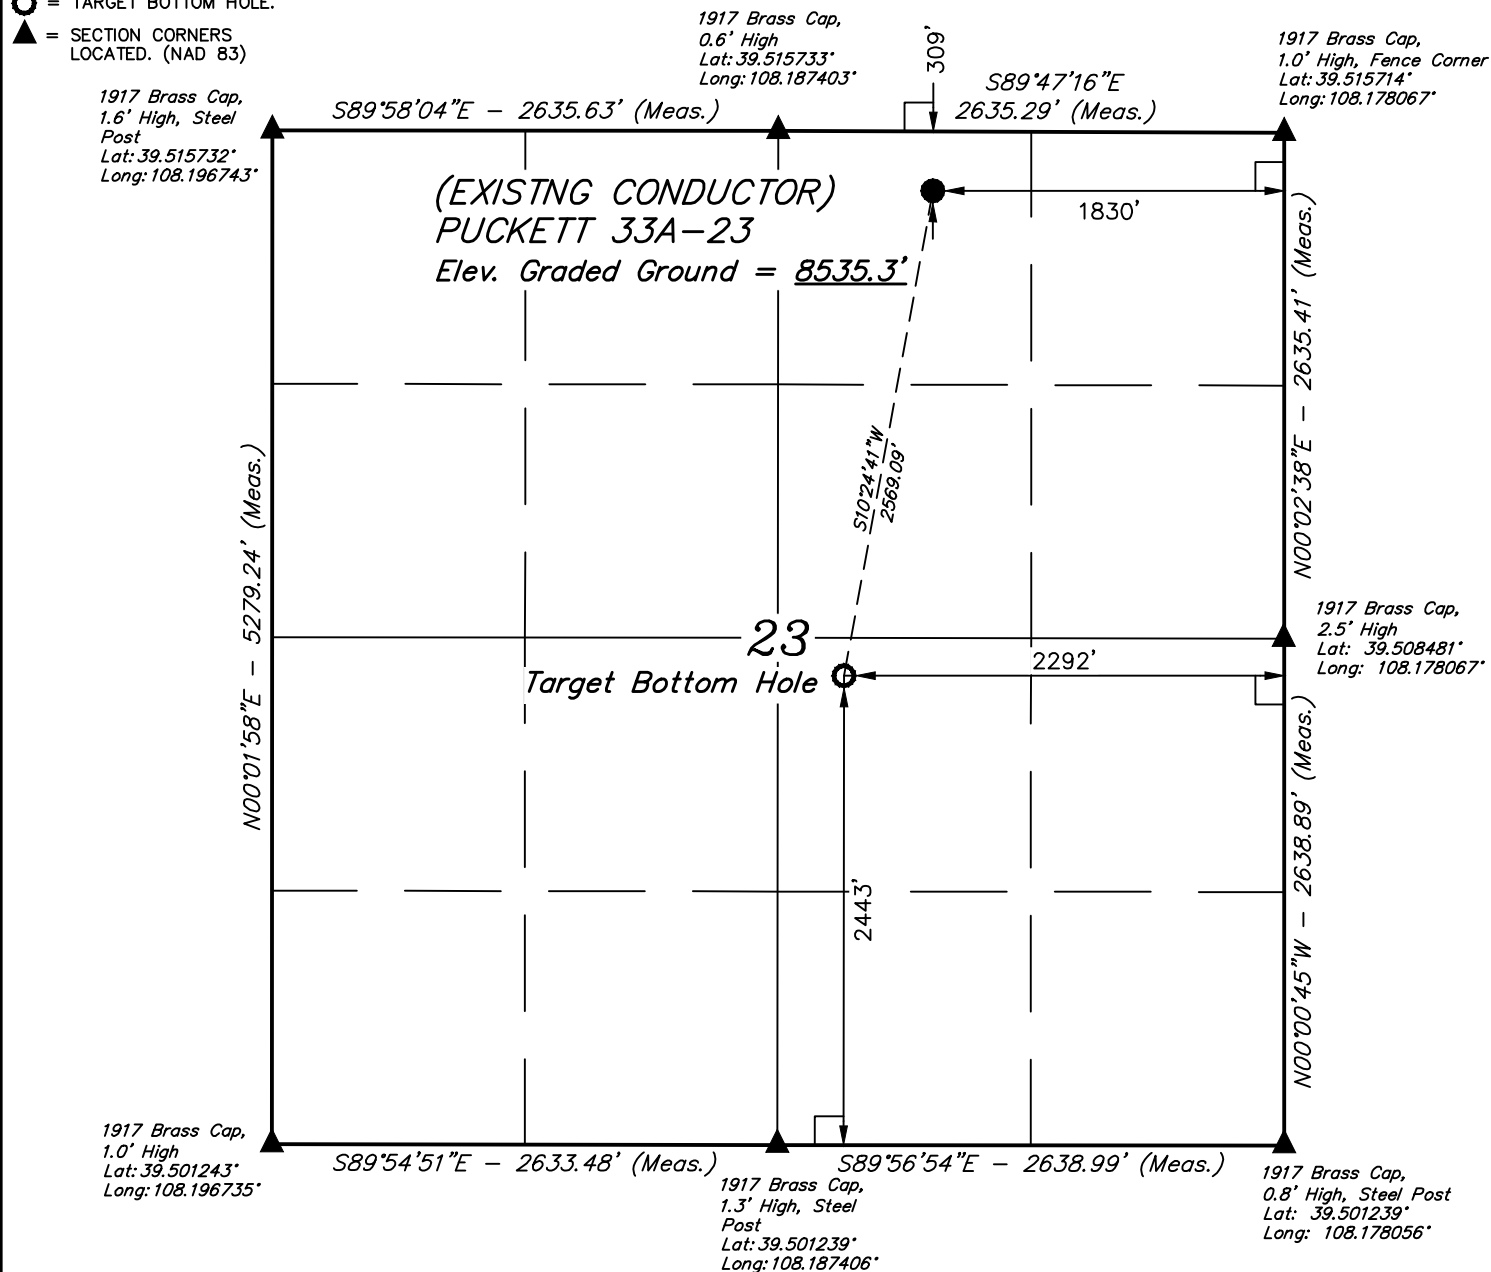 = TARGET BOTTOM HOLE.
= SECTION CORNERS
LOCATED. (NAD 83)
1917 Brass Cap,
0.6' High
Lat: 39.515733°
Long: 108.187403°
309'
1917 Brass Cap,
1.0' High, Fence Corner
Lat: 39.515714°
Long: 108.178067°
1917 Brass Cap,
1.6' High, Steel
Post
Lat: 39.515732°
Long: 108.196743°
S89°58'04"E - 2635.63' (Meas.)
S89°47'16"E
2635.29' (Meas.)
(EXISTNG CONDUCTOR)
PUCKETT 33A-23
Elev. Graded Ground = 8535.3'
1830'
N00°02'38"E - 2635.41' (Meas.)
S10°24'41"W
2569.09'
N00°01'58"E - 5279.24' (Meas.)
23
Target Bottom Hole
2292'
1917 Brass Cap,
2.5' High
Lat: 39.508481°
Long: 108.178067°
2443'
N00°00'45"W - 2638.89' (Meas.)
1917 Brass Cap,
1.0' High
Lat: 39.501243°
Long: 108.196735°
S89°54'51"E - 2633.48' (Meas.)
S89°56'54"E - 2638.99' (Meas.)
1917 Brass Cap,
1.3' High, Steel
Post
Lat: 39.501239°
Long: 108.187406°
1917 Brass Cap,
0.8' High, Steel Post
Lat: 39.501239°
Long: 108.178056°